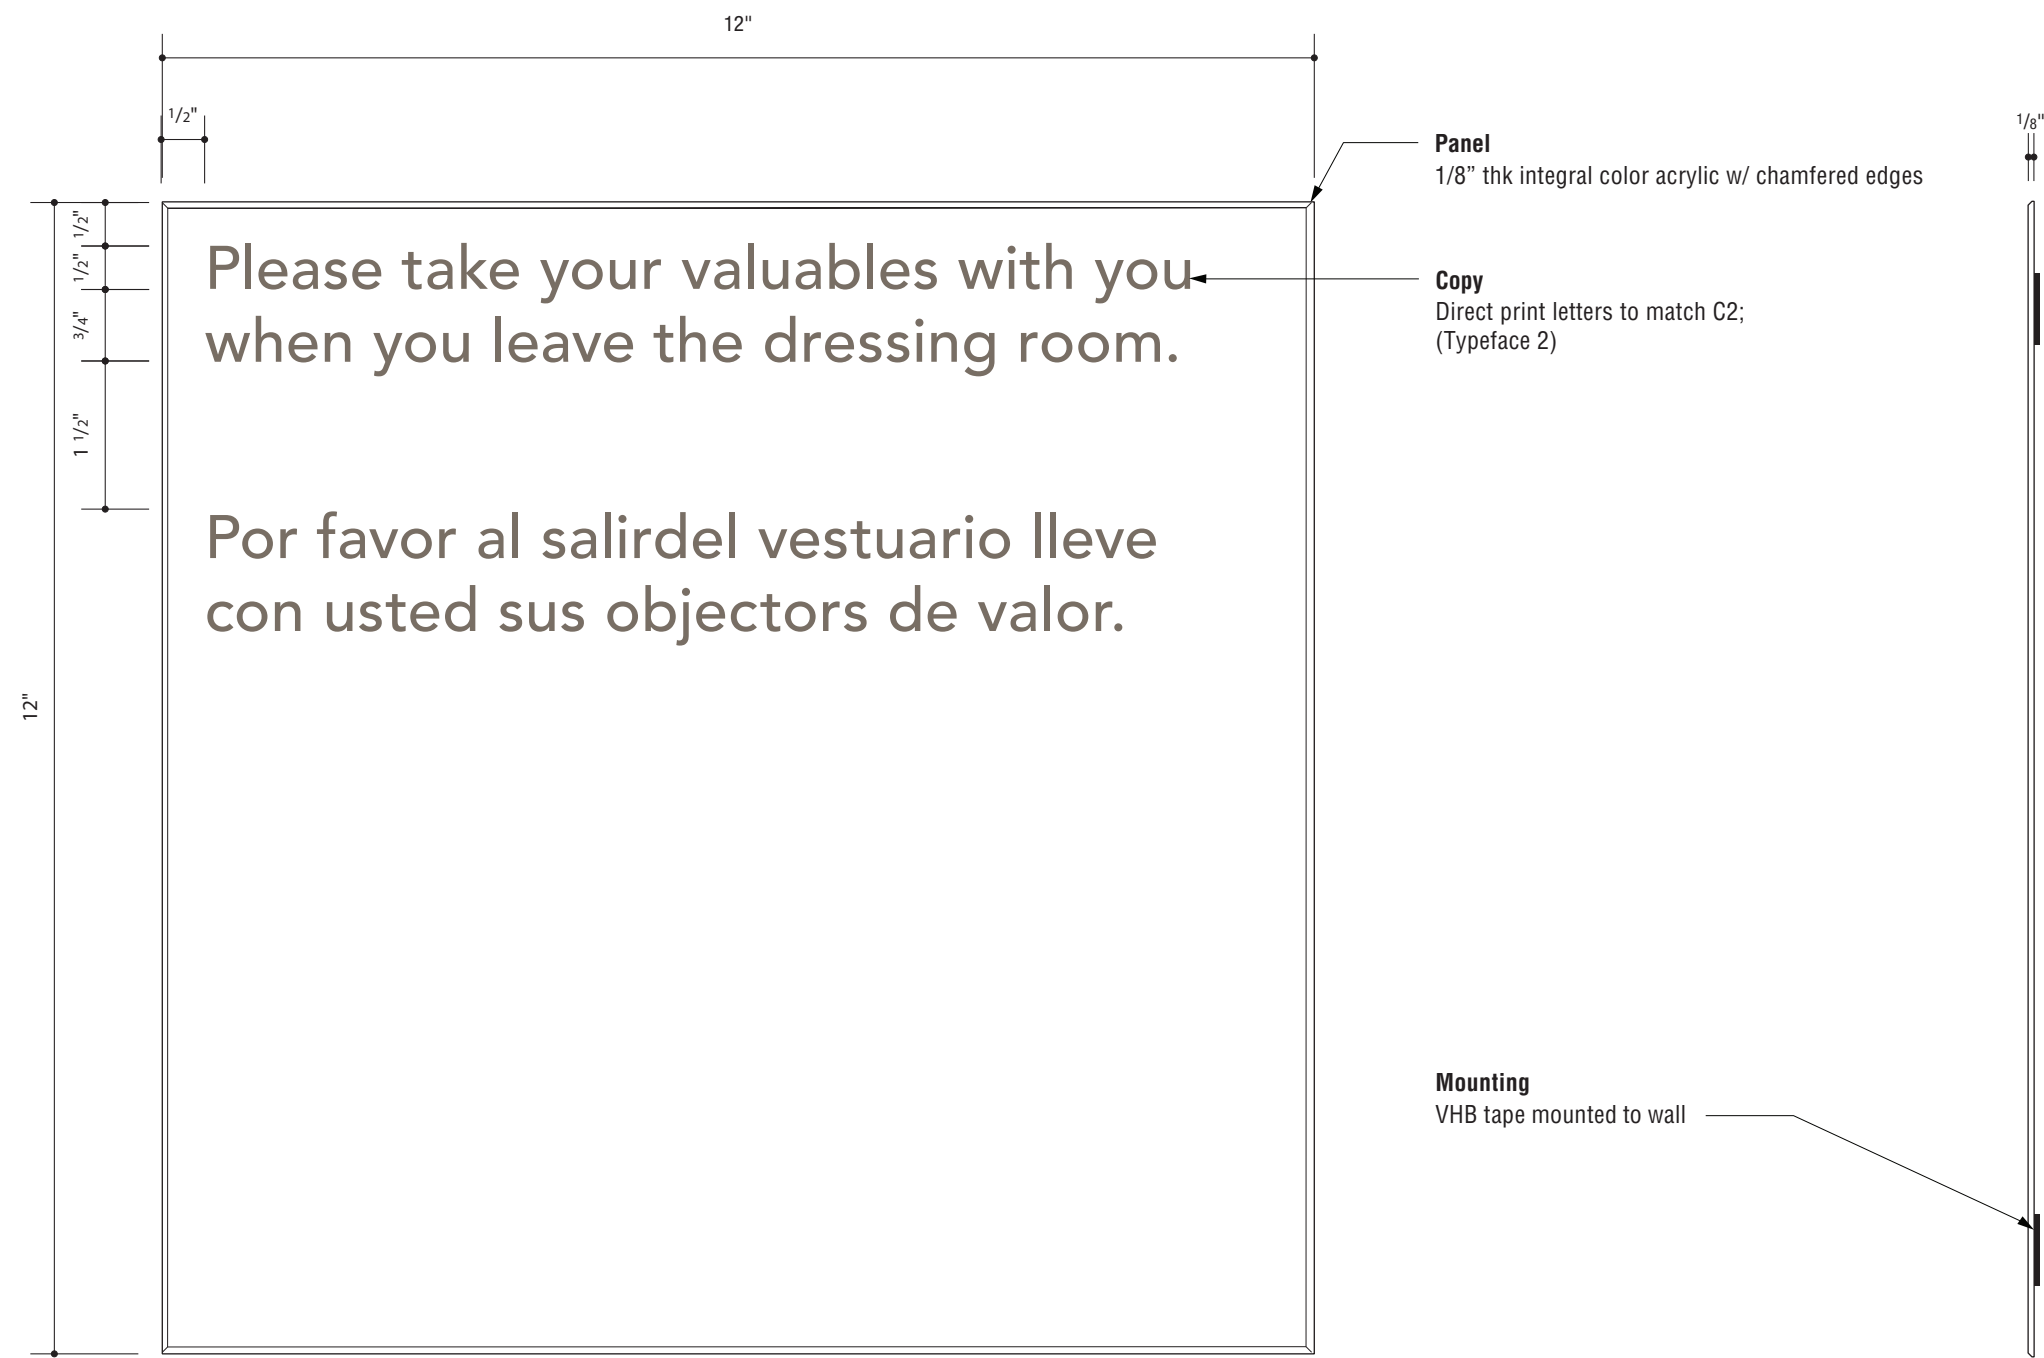 12"
1/2"
1/8"
Panel
1/8” thk integral color acrylic w/ chamfered edges
1/2"
1/2"
3/4"
1 1/2"
12"
Please take your valuables with you
when you leave the dressing room.
Copy
Direct print letters to match C2;
(Typeface 2)
Por favor al salirdel vestuario lleve
con usted sus objectors de valor.
Mounting
VHB tape mounted to wall